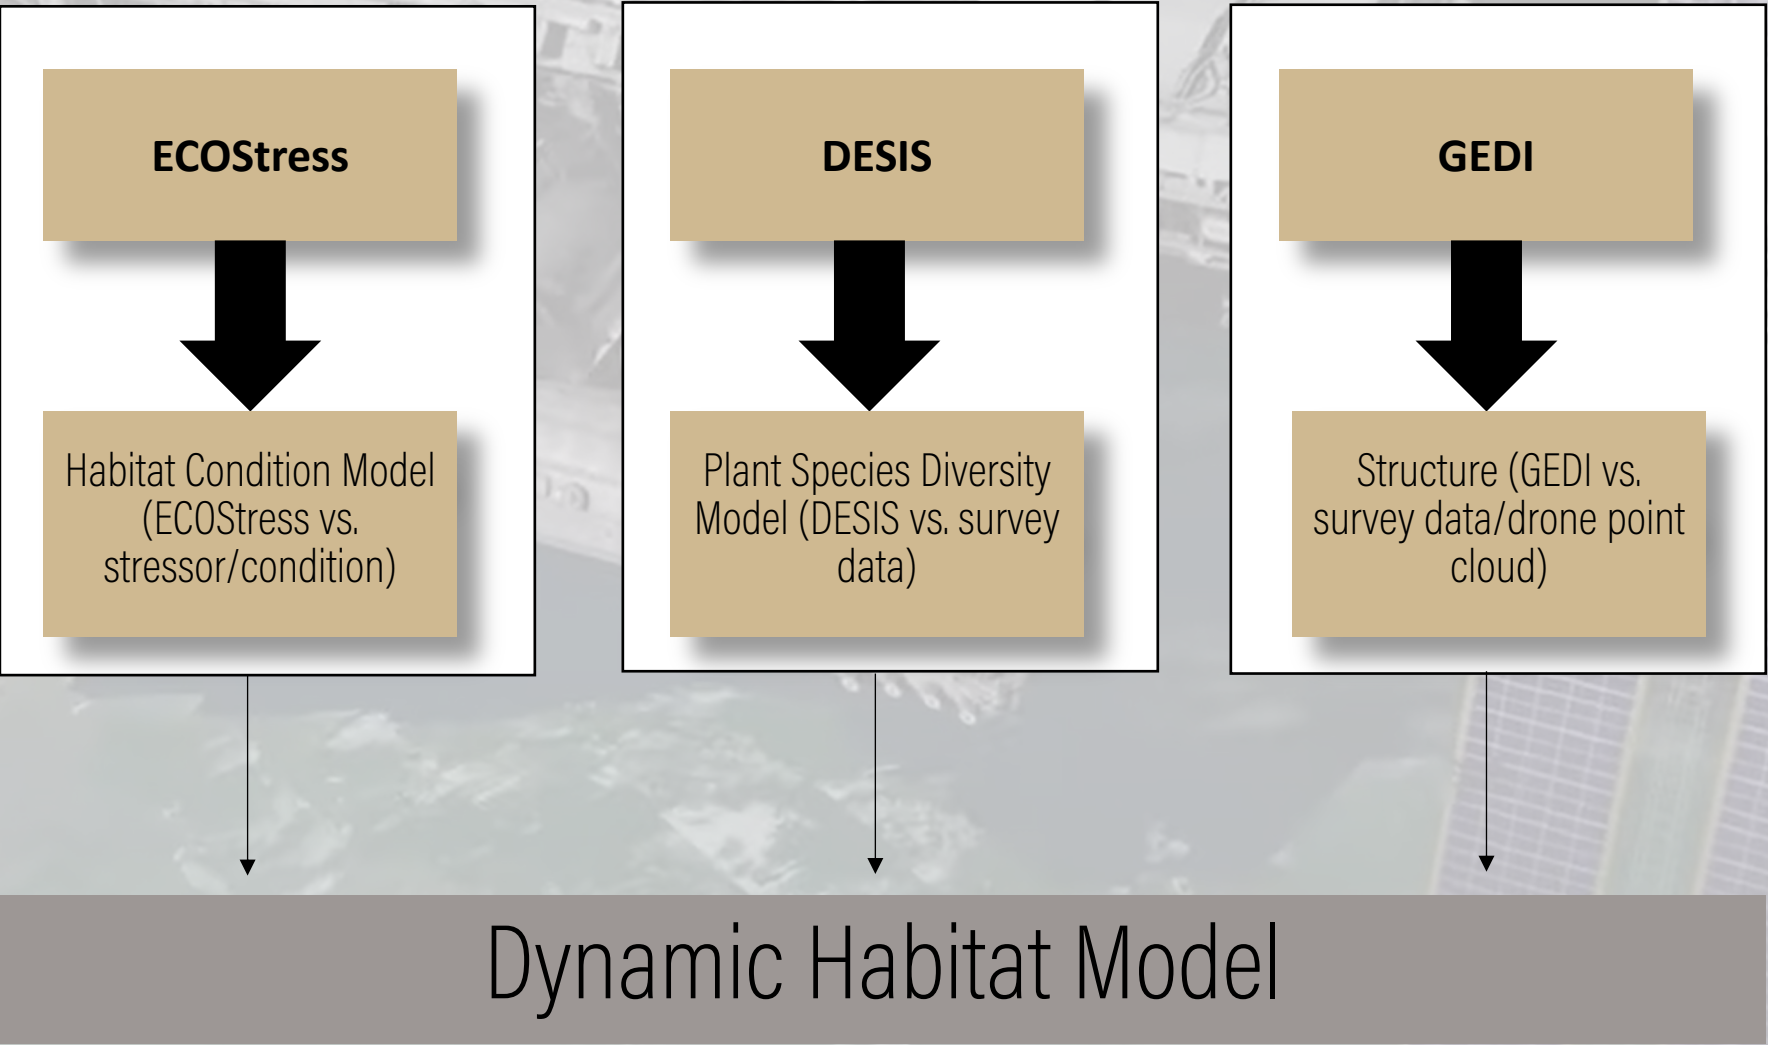 ECOStress
DESIS
GEDI
Habitat Condition Model
(ECOStress vs.
stressor/condition)
Plant Species Diversity
Model (DESIS vs. survey
data)
Structure (GEDI vs.
survey data/drone point
cloud)
Dynamic Habitat Model